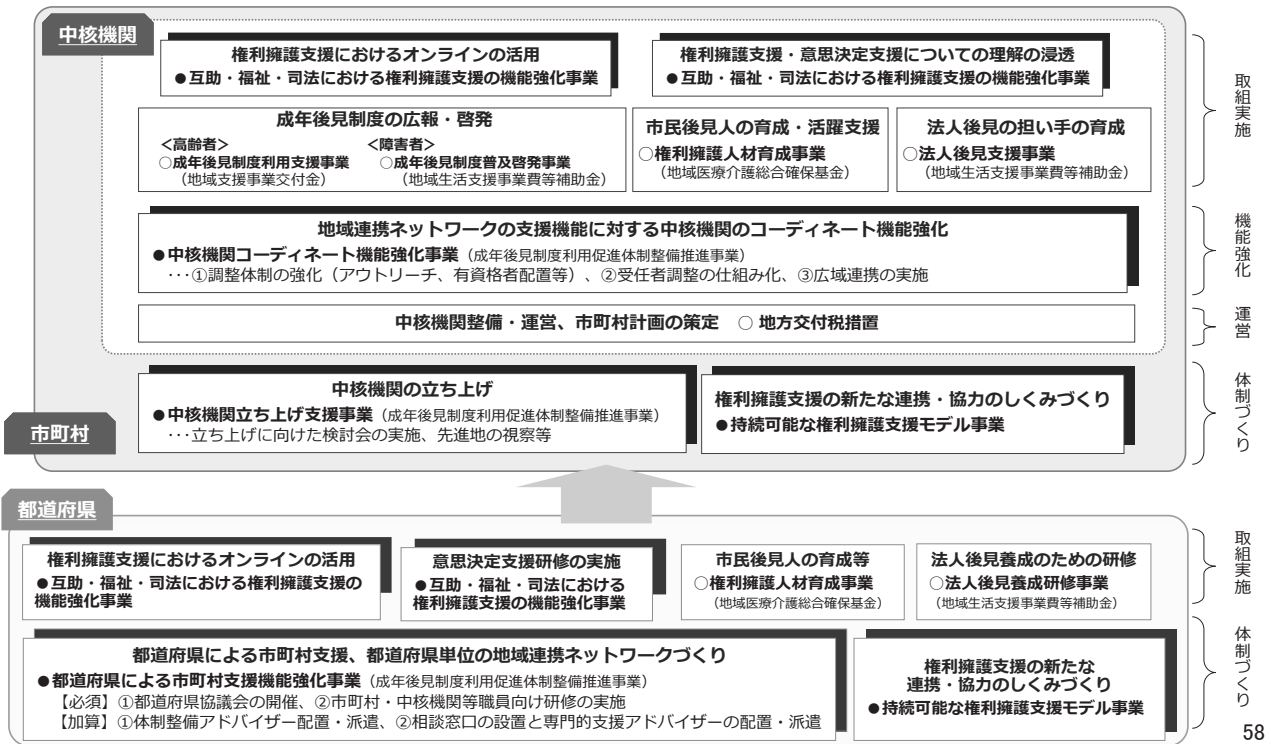 中核機関
権利擁護支援におけるオンラインの活用
●互助・福祉・司法における権利擁護支援の機能強化事業
権利擁護支援・意思決定支援についての理解の浸透
●互助・福祉・司法における権利擁護支援の機能強化事業
成年後見制度の広報・啓発
<高齢者>
○成年後見制度利用支援事業
(地域支援事業交付金)
<障害者>
○成年後見制度普及啓発事業
(地域生活支援事業費等補助金)
市民後見人の育成・活躍支援
○権利擁護人材育成事業
(地域医療介護総合確保基金)
法人後見の担い手の育成
○法人後見支援事業
(地域生活支援事業費等補助金)
取組実施
地域連携ネットワークの支援機能に対する中核機関のコーディネート機能強化
●中核機関コーディネート機能強化事業(成年後見制度利用促進体制整備推進事業)
･･･①調整体制の強化(アウトリーチ、有資格者配置等)、②受任者調整の仕組み化、③広域連携の実施
機能強化
中核機関整備・運営、市町村計画の策定 ○ 地方交付税措置
運営
市町村
中核機関の立ち上げ
●中核機関立ち上げ支援事業(成年後見制度利用促進体制整備推進事業)
･･･立ち上げに向けた検討会の実施、先進地の視察等
権利擁護支援の新たな連携・協力のしくみづくり
●持続可能な権利擁護支援モデル事業
体制づくり
都道府県
権利擁護支援におけるオンラインの活用
●互助・福祉・司法における権利擁護支援の
機能強化事業
意思決定支援研修の実施
●互助・福祉・司法における
権利擁護支援の機能強化事業
市民後見人の育成等
○権利擁護人材育成事業
(地域医療介護総合確保基金)
法人後見養成のための研修
○法人後見養成研修事業
(地域生活支援事業費等補助金)
取組実施
都道府県による市町村支援、都道府県単位の地域連携ネットワークづくり
●都道府県による市町村支援機能強化事業(成年後見制度利用促進体制整備推進事業)
【必須】①都道府県協議会の開催、②市町村・中核機関等職員向け研修の実施
【加算】①体制整備アドバイザー配置・派遣、②相談窓口の設置と専門的支援アドバイザーの配置・派遣
権利擁護支援の新たな
連携・協力のしくみづくり
●持続可能な権利擁護支援モデル事業
体制づくり
58